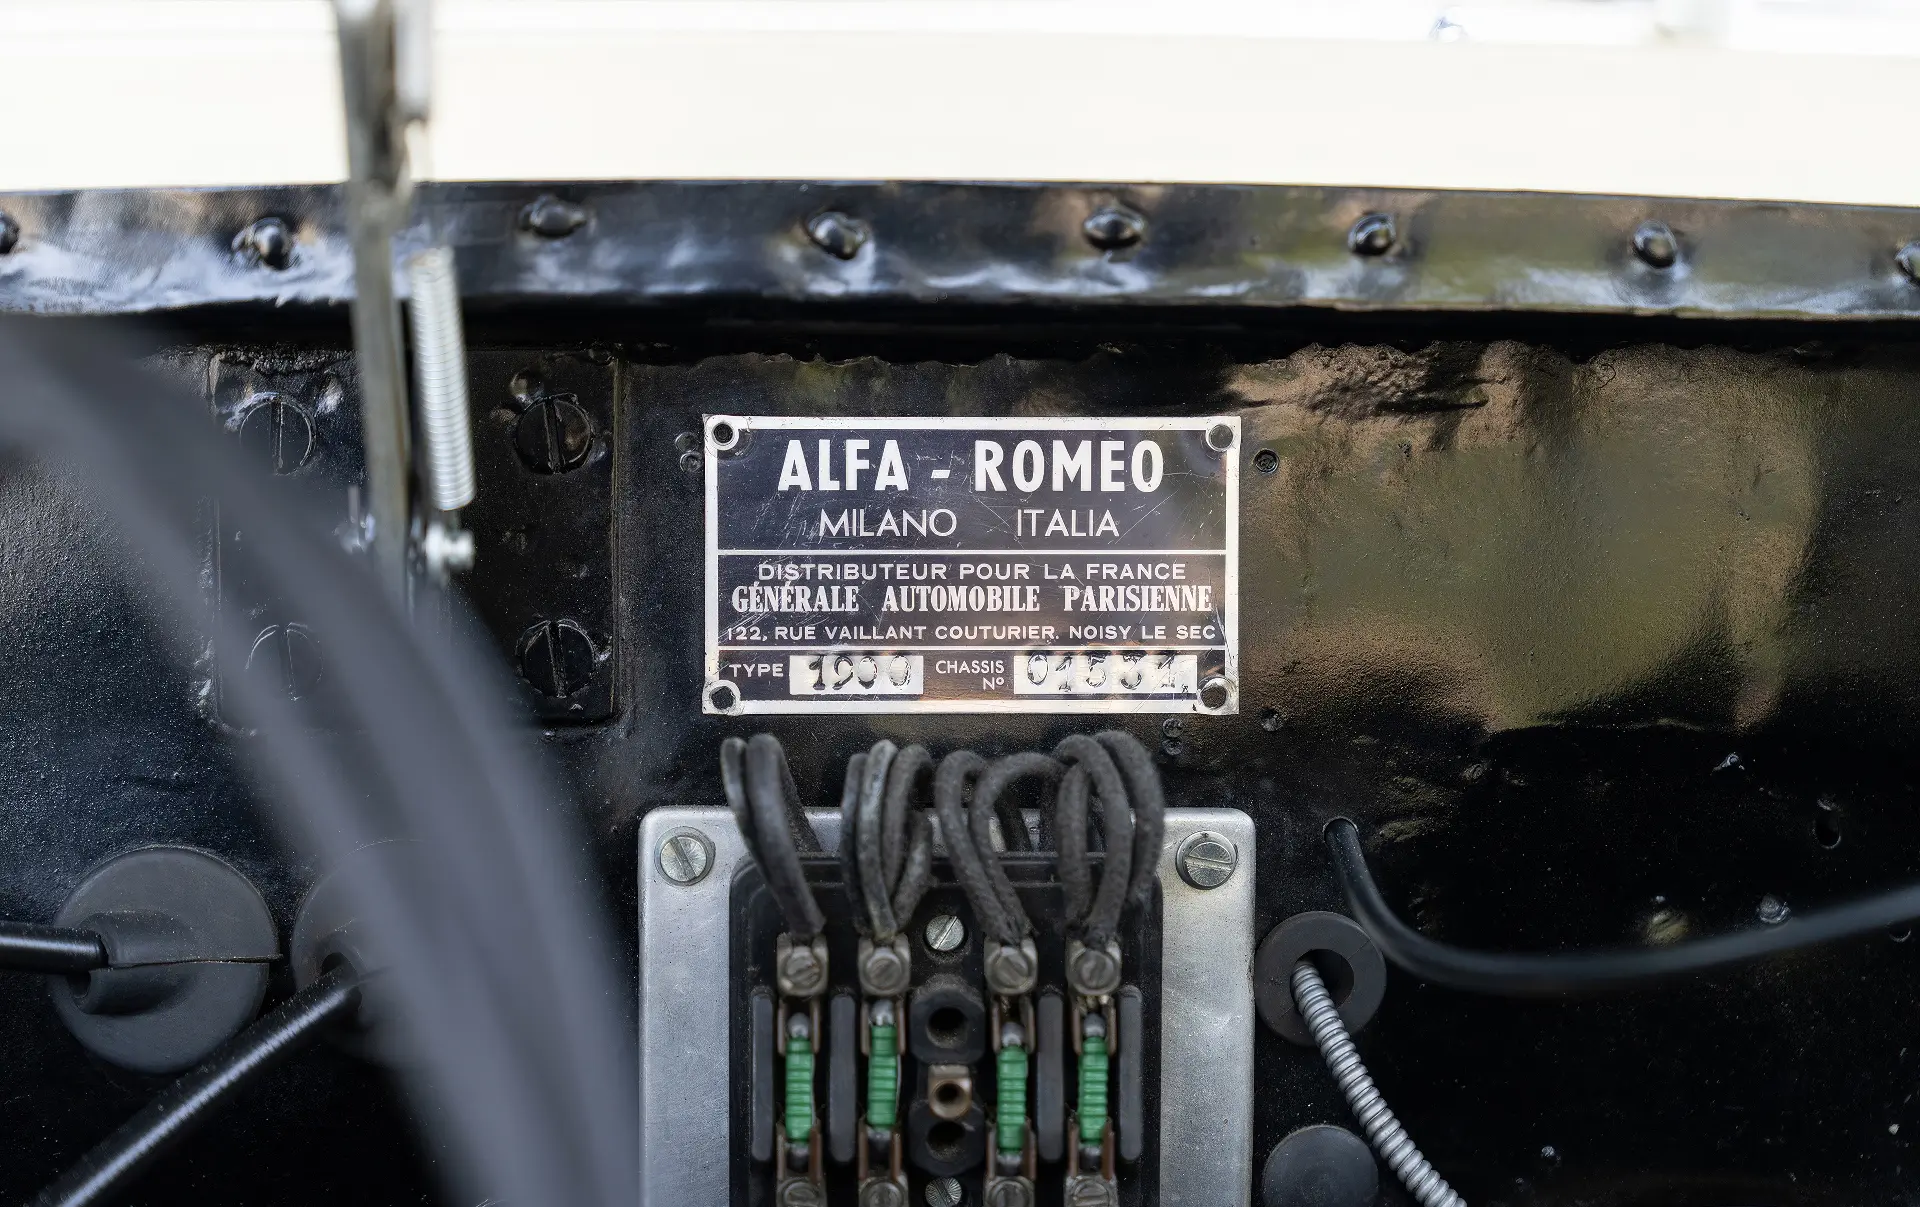 ALFA - ROMEO
MILANO ITALIA
DISTRIBUTEUR POUR LA FRANCE
GÉNÉRALE AUTOMOBILE PARISIENNE
122, RUE VAILLANT COUTURIER. NOISY LE SEC
TYPE 1900 CHASSIS Nº 01531